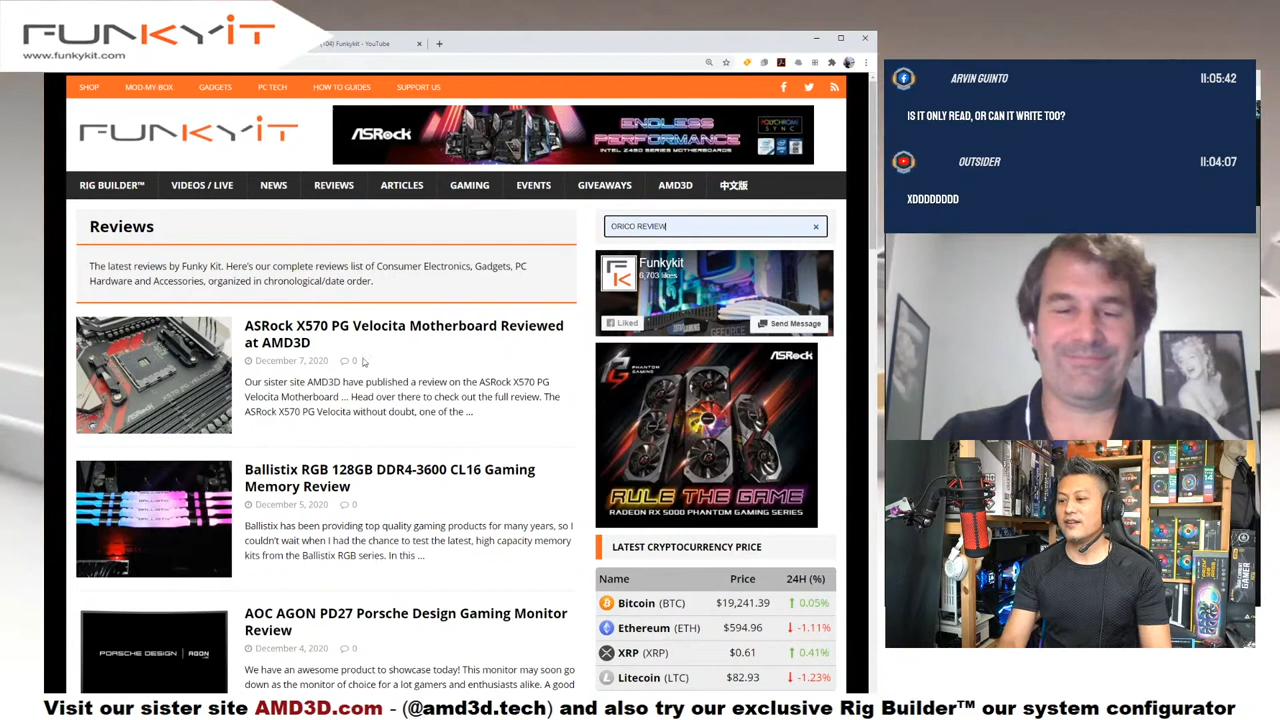 FUNKYiT
www.funkykit.com
(104) Funkykit - YouTube
SHOP MOD-MY-BOX GADGETS PC TECH HOW TO GUIDES SUPPORT US
FUNKYiT
ASRock
ENDLESS
PERFORMANCE
INTEL Z490 SERIES MOTHERBOARDS
POLYCHROME
SYNC
RIG BUILDER™ VIDEOS / LIVE NEWS REVIEWS ARTICLES GAMING EVENTS GIVEAWAYS AMD3D 中文版
Reviews
The latest reviews by Funky Kit. Here's our complete reviews list of Consumer Electronics, Gadgets, PC
Hardware and Accessories, organized in chronological/date order.
ASRock X570 PG Velocita Motherboard Reviewed
at AMD3D
December 7, 2020 0
Our sister site AMD3D have published a review on the ASRock X570 PG
Velocita Motherboard ... Head over there to check out the full review. The
ASRock X570 PG Velocita without doubt, one of the ...
Ballistix RGB 128GB DDR4-3600 CL16 Gaming
Memory Review
December 5, 2020 0
Ballistix has been providing top quality gaming products for many years, so I
couldn't wait when I had the chance to test the latest, high capacity memory
kits from the Ballistix RGB series. In this ...
PORSCHE DESIGN | AGON
AOC AGON PD27 Porsche Design Gaming Monitor
Review
December 4, 2020 0
We have an awesome product to showcase today! This monitor may soon go
down as the monitor of choice for a lot gamers and enthusiasts alike. A good
ORICO REVIEW
Funkykit
6,703 likes
Liked
Send Message
PHANTOM
GAMING
ASRock
RULE THE GAME
RADEON RX 5000 PHANTOM GAMING SERIES
LATEST CRYPTOCURRENCY PRICE
Name Price 24H (%)
Bitcoin (BTC) $19,241.39 ↑ 0.05%
Ethereum (ETH) $594.96 ↓ -1.11%
XRP (XRP) $0.61 ↑ 0.41%
Litecoin (LTC) $82.93 ↓ -1.23%
ARVIN GUINTO 11:05:42
IS IT ONLY READ, OR CAN IT WRITE TOO?
OUTSIDER 11:04:07
XDDDDDDDD
Visit our sister site AMD3D.com - (@amd3d.tech) and also try our exclusive Rig Builder™ our system configurator